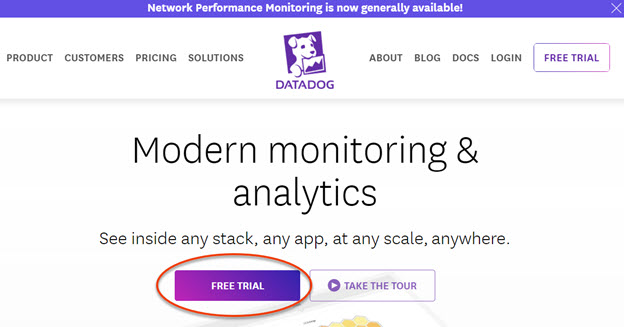 Network Performance Monitoring is now generally available!
PRODUCT CUSTOMERS PRICING SOLUTIONS DATADOG ABOUT BLOG DOCS LOGIN FREE TRIAL
Modern monitoring &
analytics
See inside any stack, any app, at any scale, anywhere.
FREE TRIAL TAKE THE TOUR